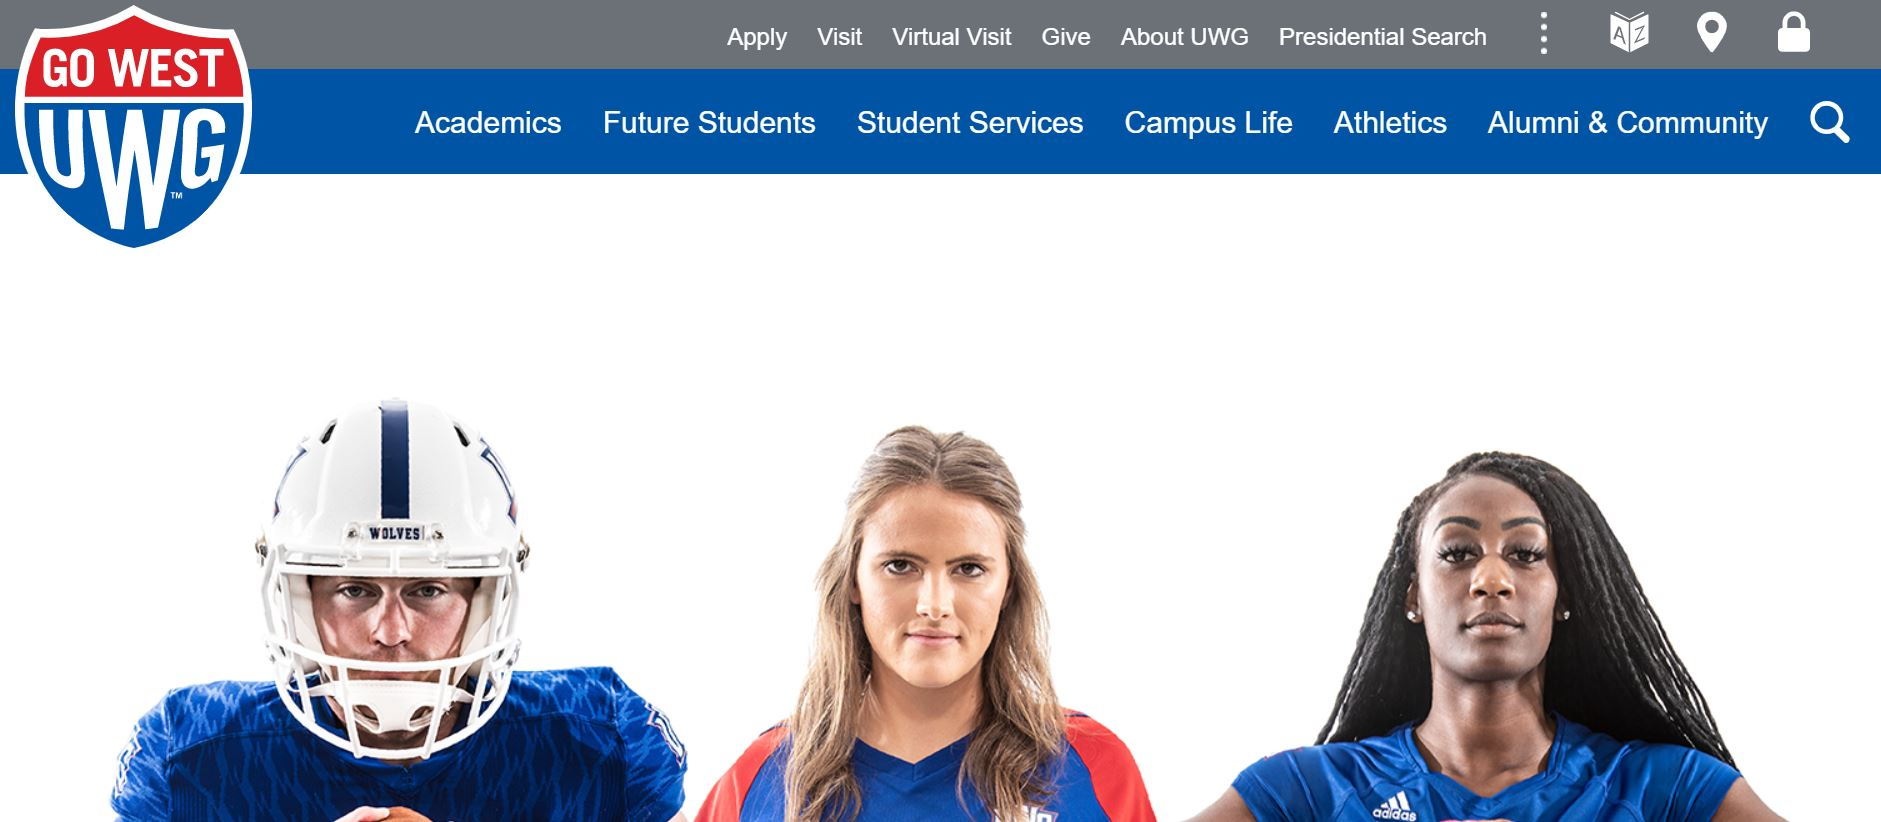 Apply Visit Virtual Visit Give About UWG Presidential Search
A Z
GO WEST
UWG
™
Academics Future Students Student Services Campus Life Athletics Alumni & Community
WOLVES
adidas